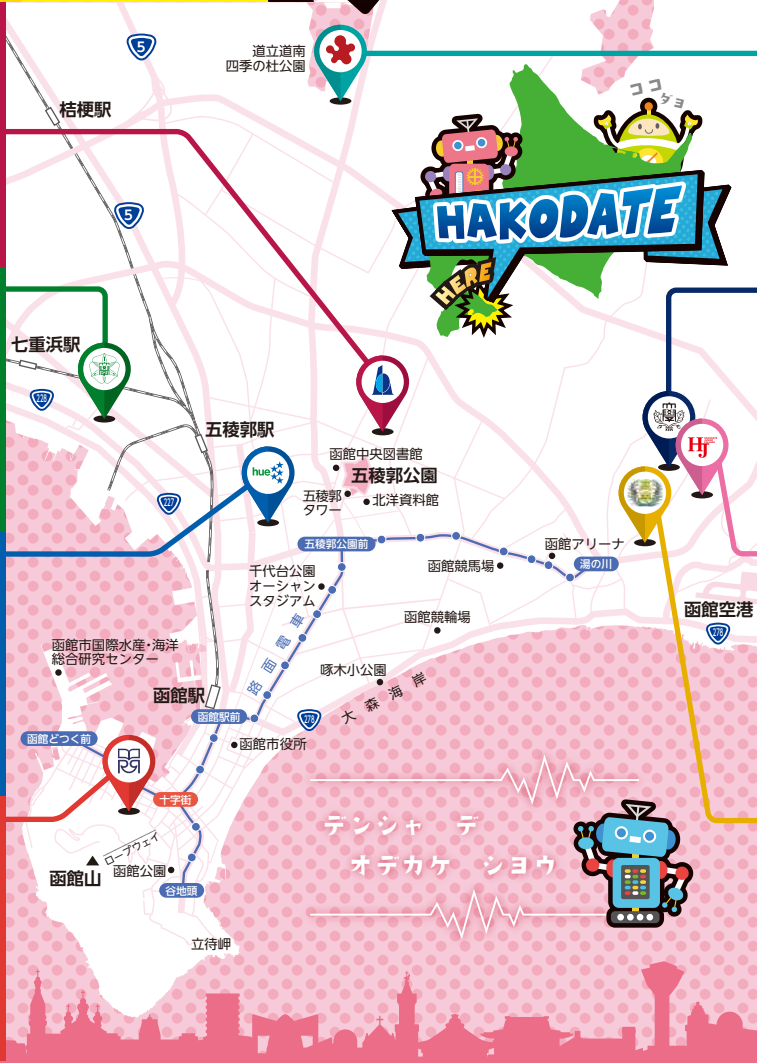 5
道立道南
四季の杜公園
ココ
ダヨ
桔梗駅
5
HAKODATE
HERE
七重浜駅
228
五稜郭駅
hue
HJ
函館中央図書館
五稜郭公園
五稜郭
タワー
北洋資料館
227
五稜郭公園前
函館アリーナ
函館競馬場
湯の川
千代台公園
オーシャン
スタジアム
函館空港
278
函館競輪場
路面電車
函館市国際水産・海洋
総合研究センター
啄木小公園
大森海岸
函館駅
函館駅前
278
函館どつく前
函館市役所
十字街
デンシャ デ
オデカケ シヨウ
ロープウェイ
函館山
函館公園
谷地頭
立待岬